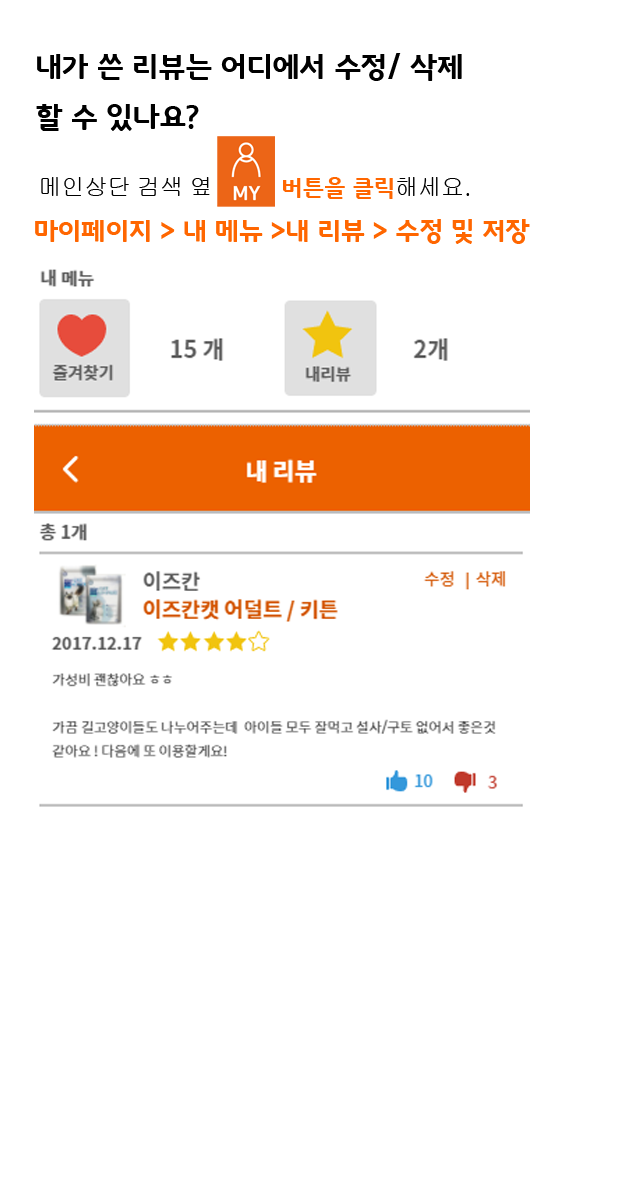 내가 쓴 리뷰는 어디에서 수정/ 삭제
할 수 있나요?
메인상단 검색 옆 MY 버튼을 클릭해세요.
마이페이지 > 내 메뉴 >내 리뷰 > 수정 및 저장
내 메뉴
즐겨찾기 15 개 내리뷰 2개
내 리뷰
총 1개
이즈칸 수정 | 삭제
이즈칸캣 어덜트 / 키튼
2017.12.17
가성비 괜찮아요 ㅎㅎ
가끔 길고양이들도 나누어주는데 아이들 모두 잘먹고 설사/구토 없어서 좋은것
같아요 ! 다음에 또 이용할게요!
10 3